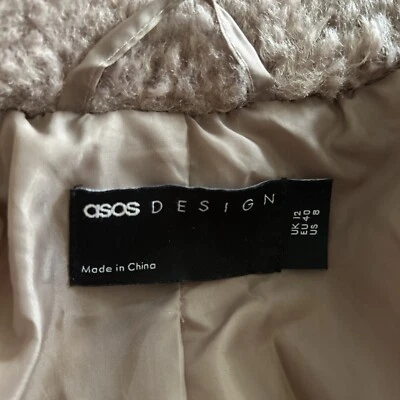 asos DESIGN
Made in China
UK 12
EU 40
US 8